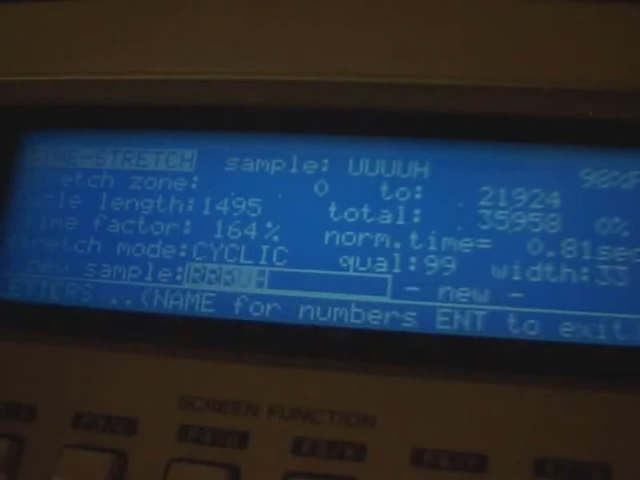 TIME-STRETCH sample: UUUUH
stretch zone: 0 to: 21924
cycle length:1495 total: 35958 0%
time factor: 164% norm.time= 0.81sec
stretch mode:CYCLIC qual:99 width:33
new sample: - new -
..(NAME for numbers ENT to exit
SCREEN FUNCTION